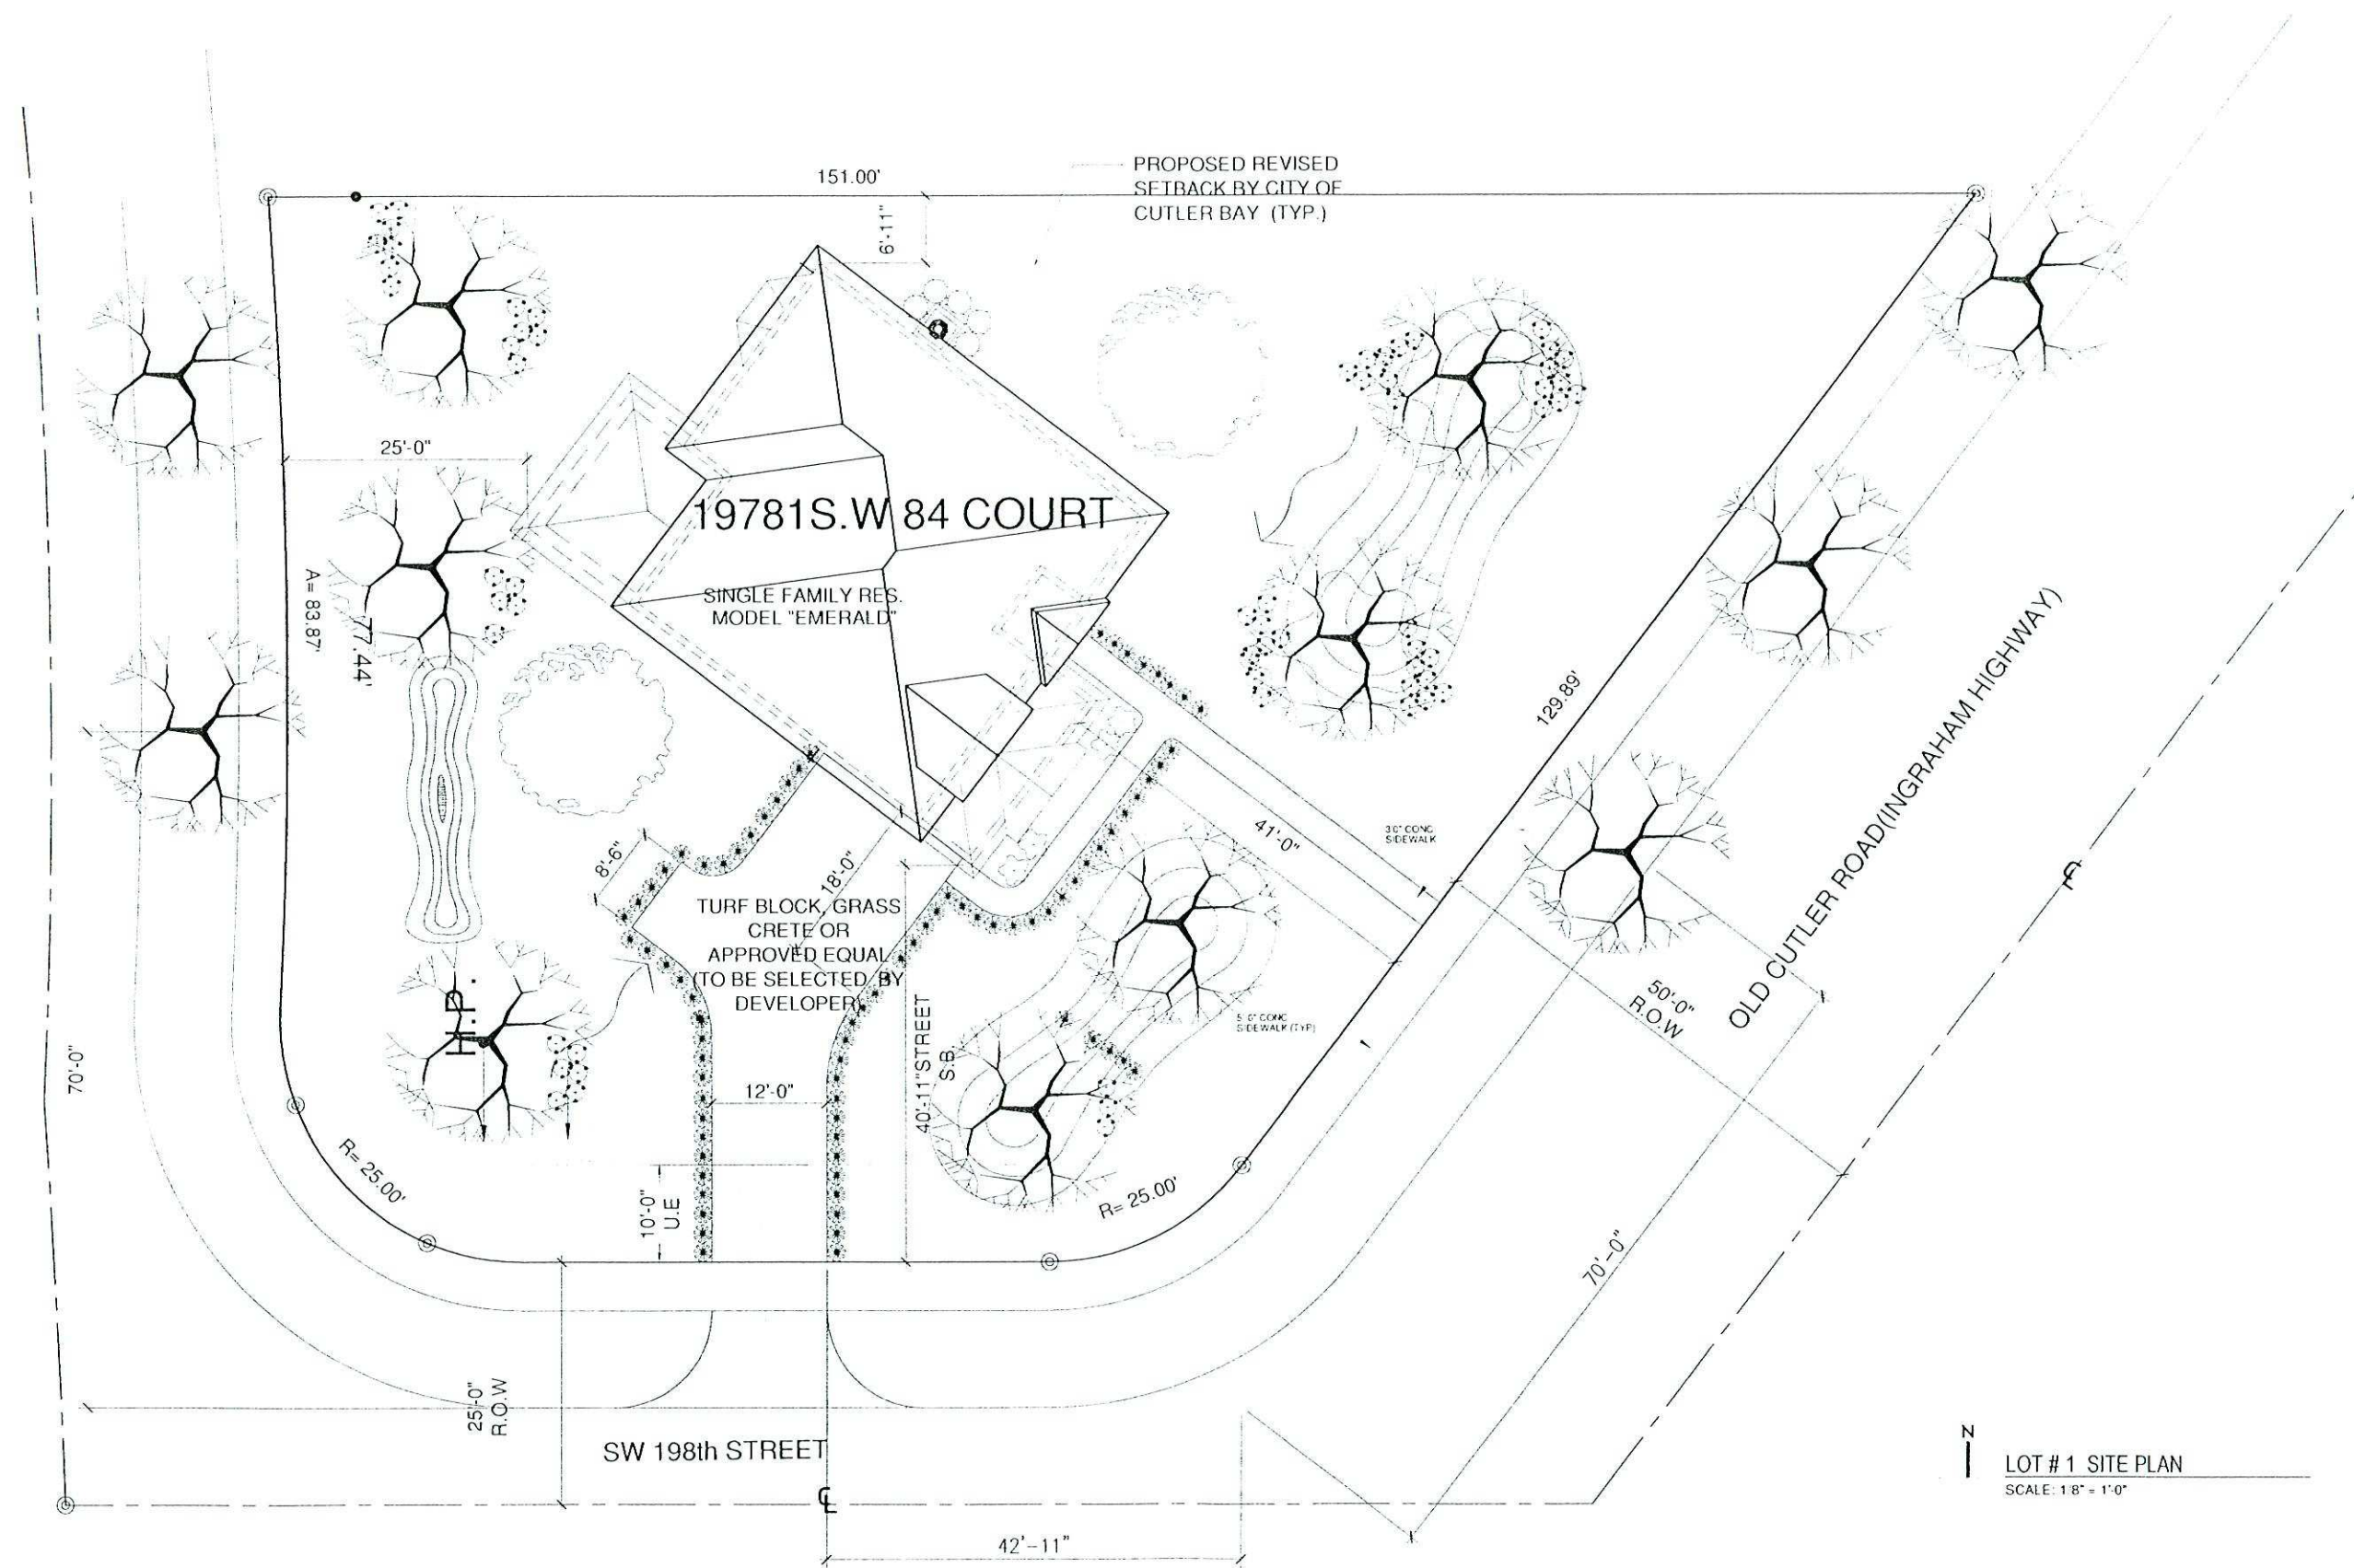 151.00'
PROPOSED REVISED
SETBACK BY CITY OF
CUTLER BAY (TYP.)
6'-11"
25'-0"
19781S.W 84 COURT
SINGLE FAMILY RES.
MODEL "EMERALD"
A= 83.87'
77.44'
129.89'
OLD CUTLER ROAD(INGRAHAM HIGHWAY)
41'-0"
3'0" CONC
SIDEWALK
8'-6"
18'-0"
TURF BLOCK, GRASS
CRETE OR
APPROVED EQUAL
(TO BE SELECTED BY
DEVELOPER)
H.P.
50'-0"
R.O.W
5'0" CONC
SIDEWALK (TYP)
40'-11"STREET
S.B.
70'-0"
12'-0"
R= 25.00'
10'-0"
U.E
R= 25.00'
70'-0"
25'-0"
R.O.W
SW 198th STREET
42'-11"
N
LOT # 1 SITE PLAN
SCALE: 1/8" = 1'-0"